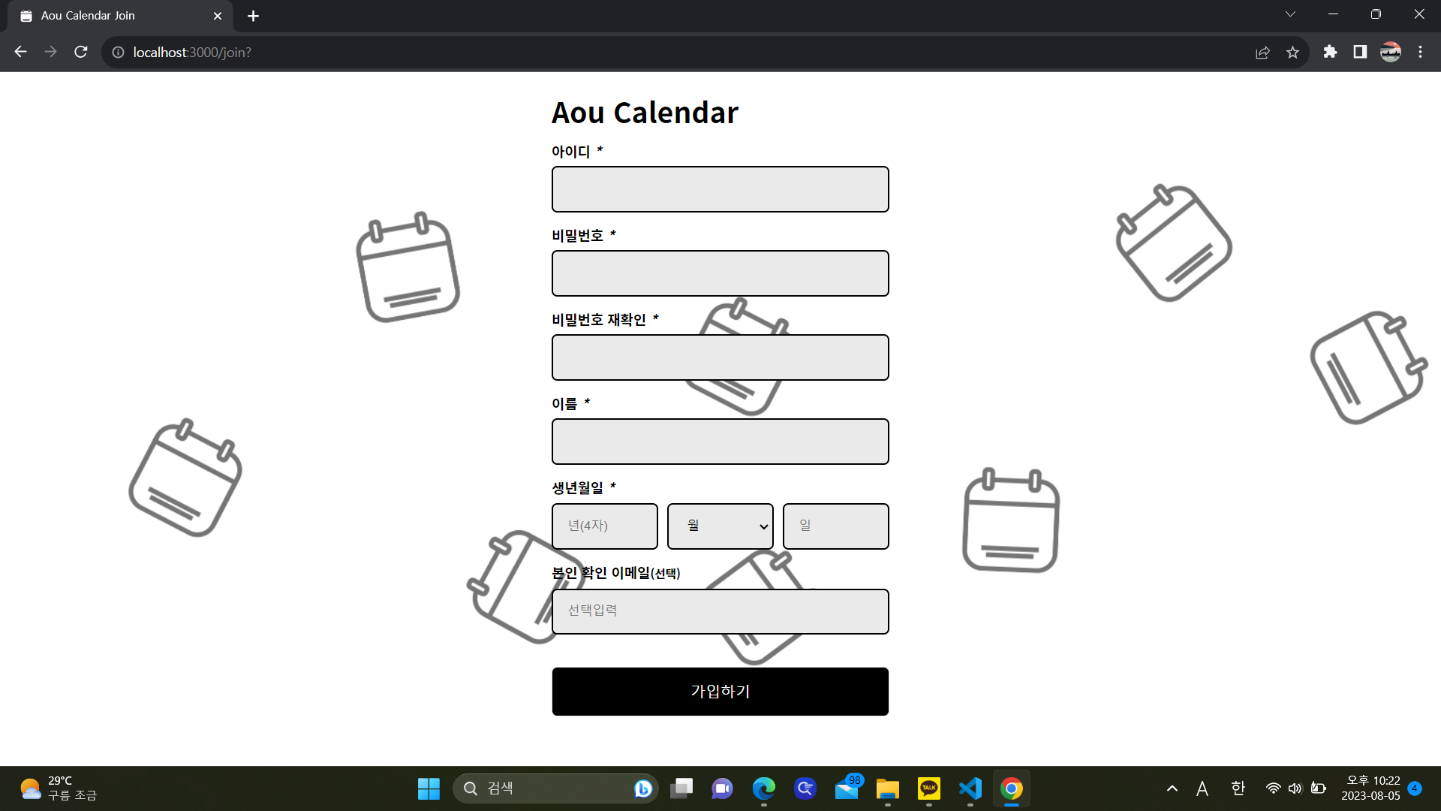 Aou Calendar Join
localhost:3000/join?
Aou Calendar
아이디 *
비밀번호 *
비밀번호 재확인 *
이름 *
생년월일 *
년(4자) 월 일
본인 확인 이메일(선택)
선택입력
가입하기
29°C
구름 조금
검색
98
TALK
A 한
오후 10:22
2023-08-05
4